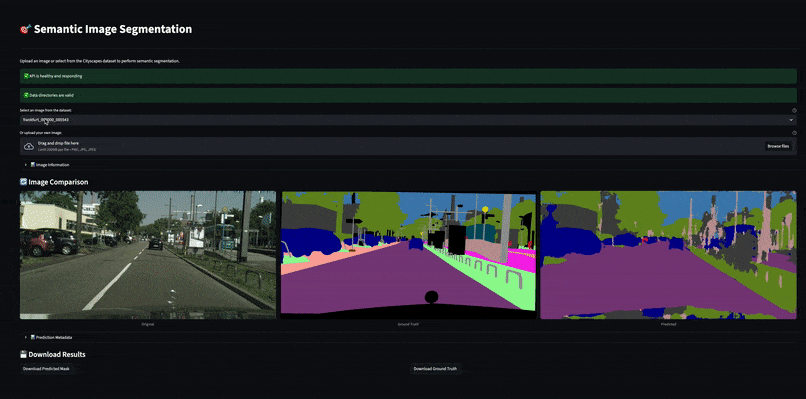 🎯 Semantic Image Segmentation
Upload an image or select from the Cityscapes dataset to perform semantic segmentation.
✅ API is healthy and responding
✅ Data directories are valid
Select an image from the dataset:
Or upload your own image:
Drag and drop file here
Limit 200MB per file • PNG, JPG, JPEG
Browse files
📊 Image Information
🔄 Image Comparison
Original
Ground Truth
Predicted
📊 Prediction Metadata
💾 Download Results
Download Predicted Mask
Download Ground Truth